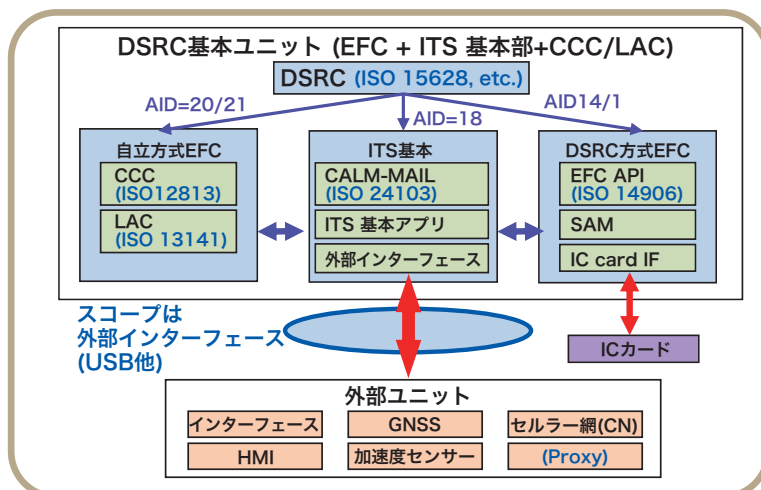 DSRC基本ユニット (EFC + ITS 基本部+CCC/LAC)
DSRC (ISO 15628, etc.)
AID=20/21
AID=18
AID14/1
自立方式EFC
CCC
(ISO12813)
LAC
(ISO 13141)
ITS基本
CALM-MAIL
(ISO 24103)
ITS 基本アプリ
外部インターフェース
DSRC方式EFC
EFC API
(ISO 14906)
SAM
IC card IF
スコープは
外部インターフェース
(USB他)
ICカード
外部ユニット
インターフェース
GNSS
セルラー網(CN)
HMI
加速度センサー
(Proxy)